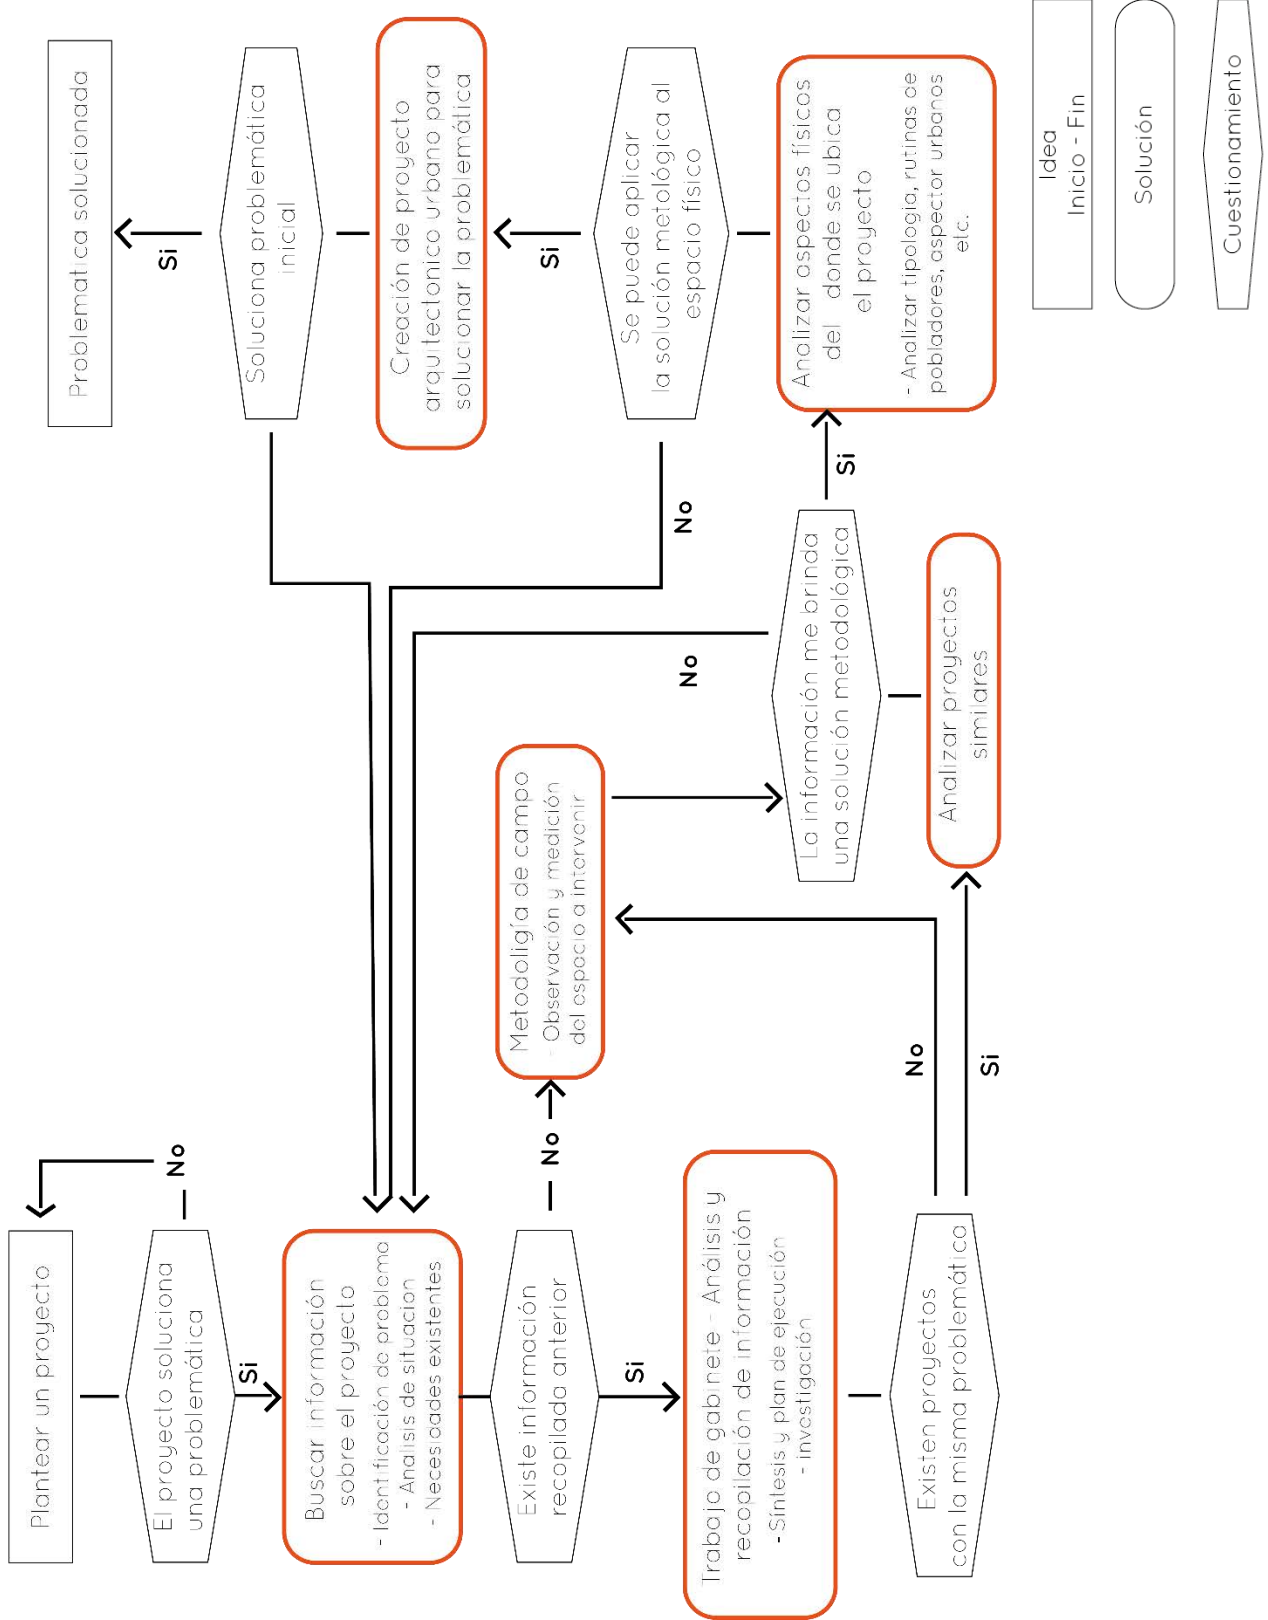 Plantear un proyecto
El proyecto soluciona
una problemática
No
Si
Buscar información
sobre el proyecto
- Identificación de problema
- Analisis de situacion
- Necesidades existentes
Existe información
recopilada anterior
No
Si
Trabajo de gabinete - Análisis y
recopilación de información
- Síntesis y plan de ejecución
- investigación
Existen proyectos
con la misma problemática
No
Si
Metodoligía de campo
- Observación y medición
del espacio a intervenir
Analizar proyectos
similares
La información me brinda
una solución metodológica
No
Si
Analizar aspectos físicos
del donde se ubica
el proyecto
- Analizar tipologia, rutinas de
pobladores, aspector urbanos
etc.
Se puede aplicar
la solución metológica al
espacio físico
No
Si
Creación de proyecto
arquitectonico urbano para
solucionar la problemática
Soluciona problemática
inicial
Si
Problematica solucionada
Idea
Inicio - Fin
Solución
Cuestionamiento